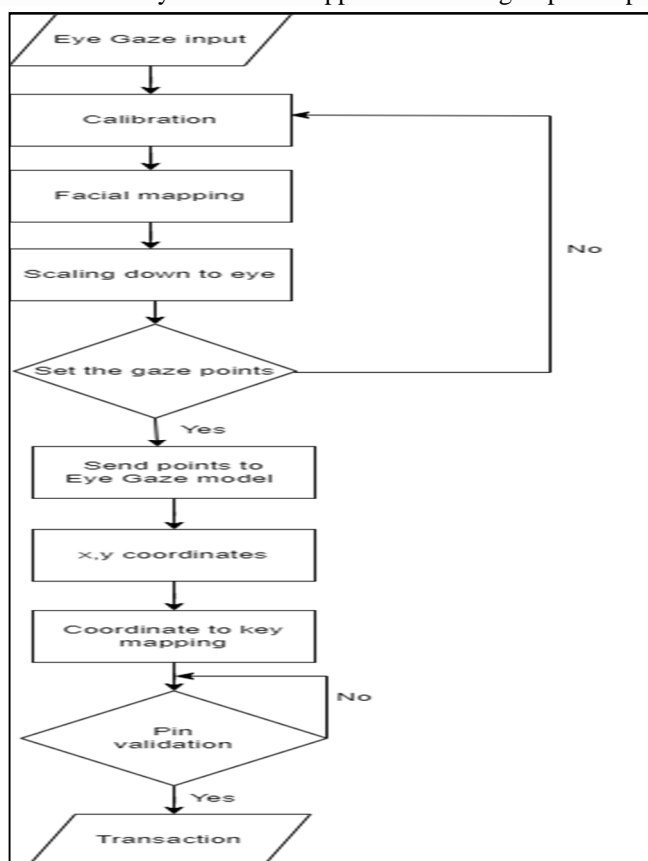 Eye Gaze input
Calibration
Facial mapping
No
Scaling down to eye
Set the gaze points
Yes
Send points to
Eye Gaze model
x,y coordinates
Coordinate to key
mapping
No
Pin
validation
Yes
Transaction